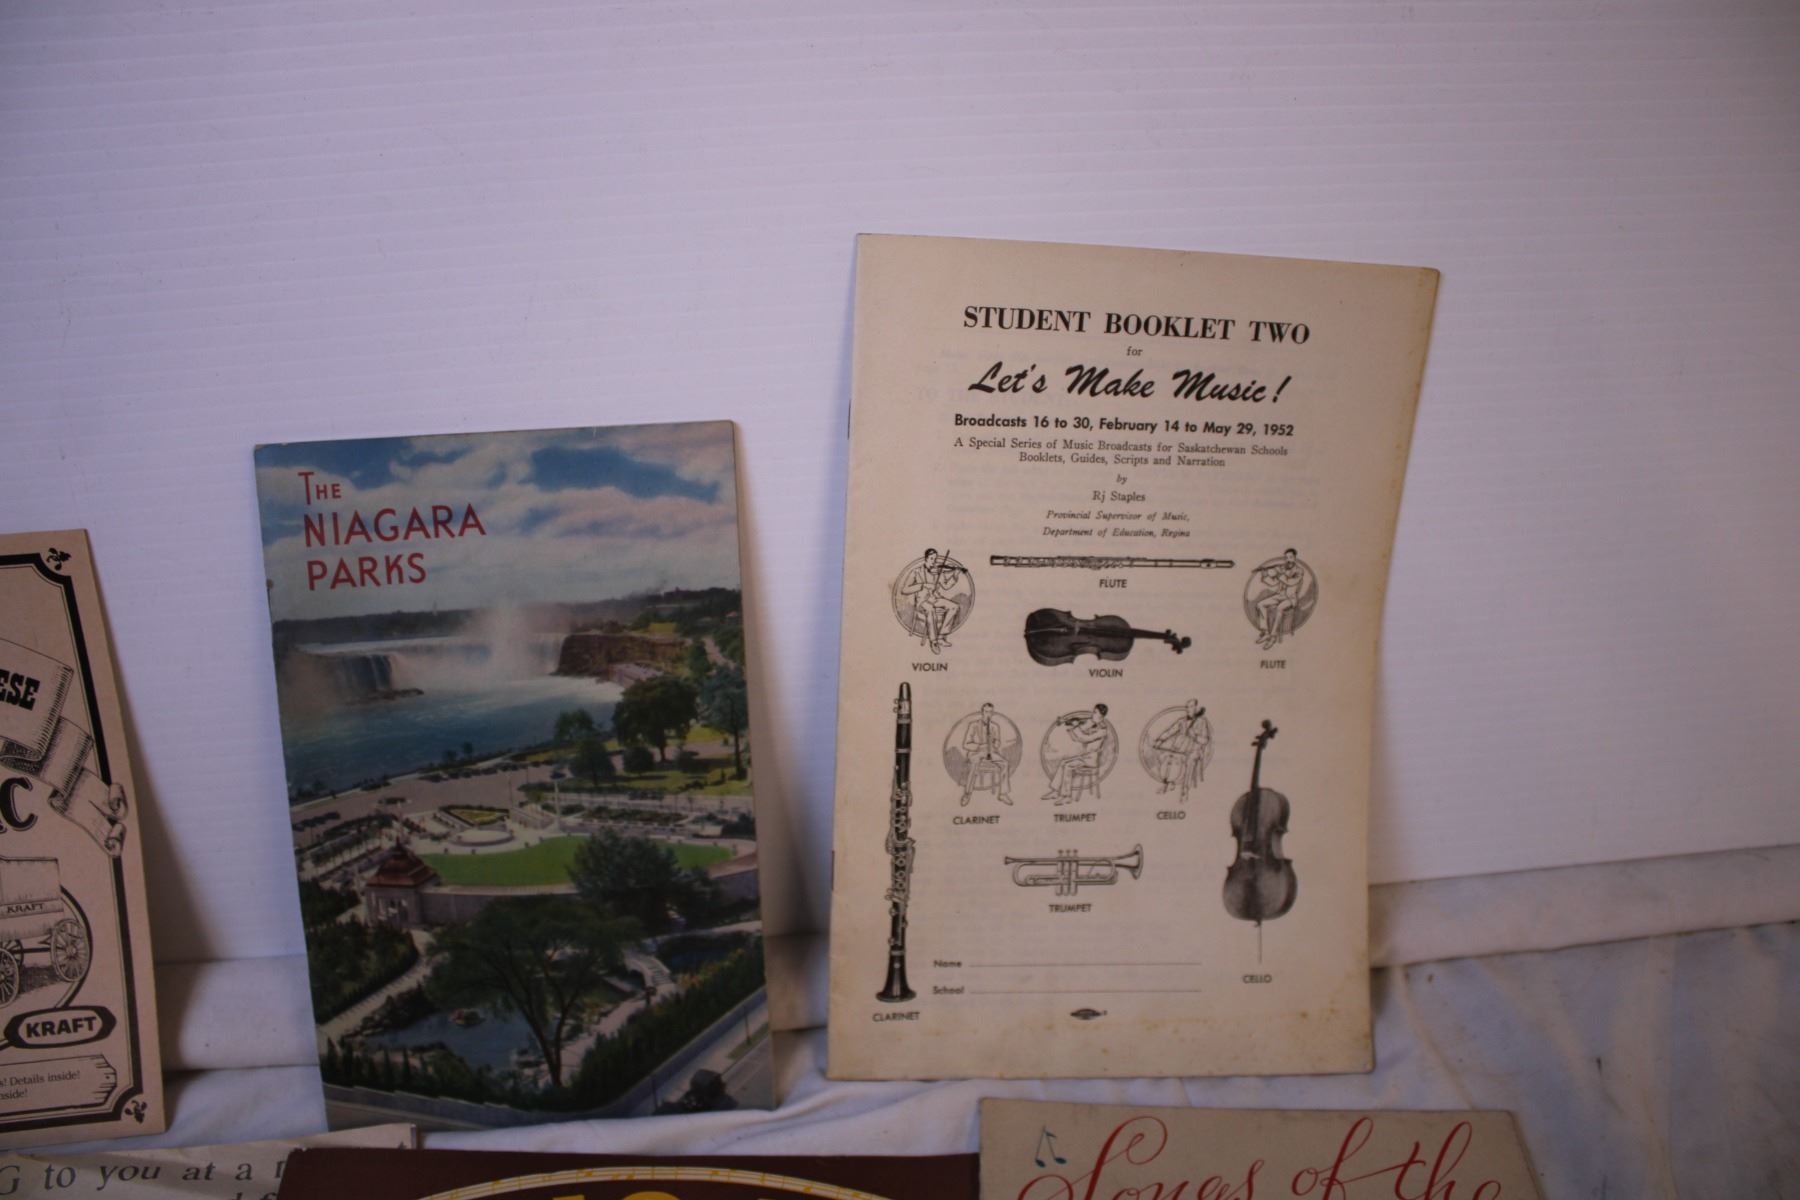 THE
NIAGARA
PARKS
STUDENT BOOKLET TWO
for
Let's Make Music!
Broadcasts 16 to 30, February 14 to May 29, 1952
A Special Series of Music Broadcasts for Saskatchewan Schools
Booklets, Guides, Scripts and Narration
by
Rj Staples
Provincial Supervisor of Music,
Department of Education, Regina
FLUTE
VIOLIN
VIOLIN
FLUTE
CLARINET
TRUMPET
CELLO
TRUMPET
Name
School
CELLO
CLARINET
ESE
C
KRAFT
KRAFT
s! Details inside!
nside!
G to you at a
Songs of the